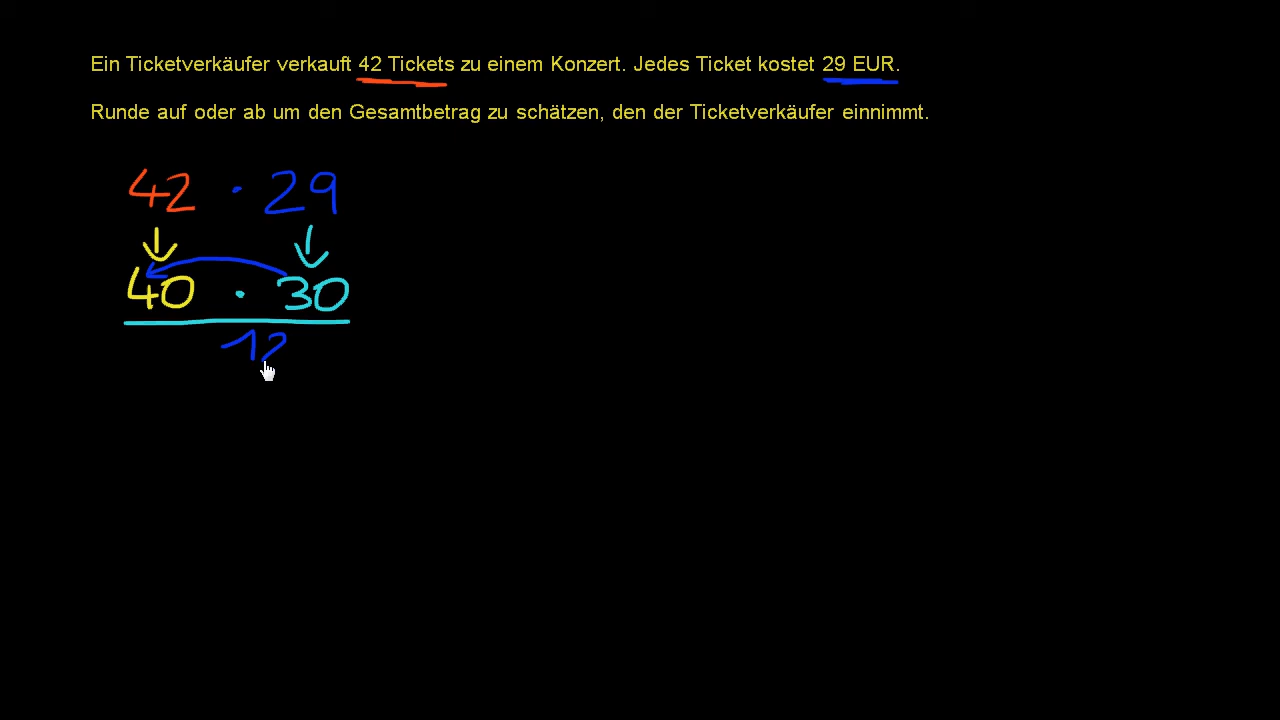 Ein Ticketverkäufer verkauft 42 Tickets zu einem Konzert. Jedes Ticket kostet 29 EUR.
Runde auf oder ab um den Gesamtbetrag zu schätzen, den der Ticketverkäufer einnimmt.
42 · 29
40 · 30
12